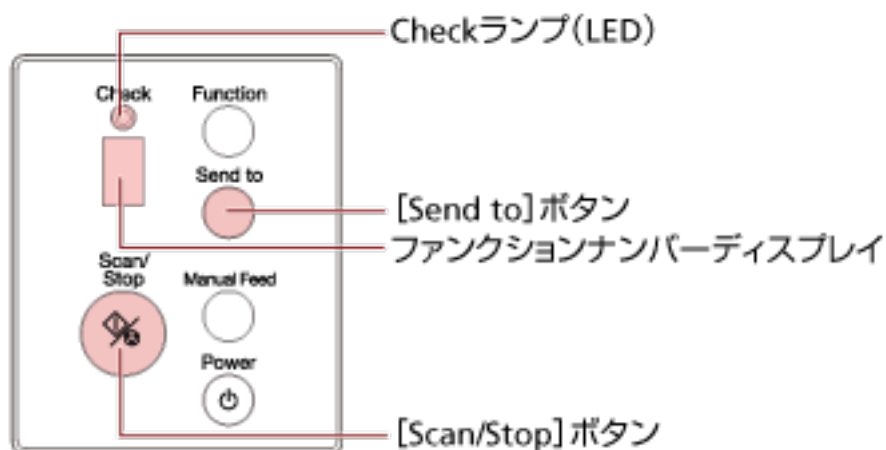 Checkランプ(LED)
Check
Function
Send to
[Send to]ボタン
ファンクションナンバーディスプレイ
Scan/
Stop
Manual Feed
Power
[Scan/Stop]ボタン